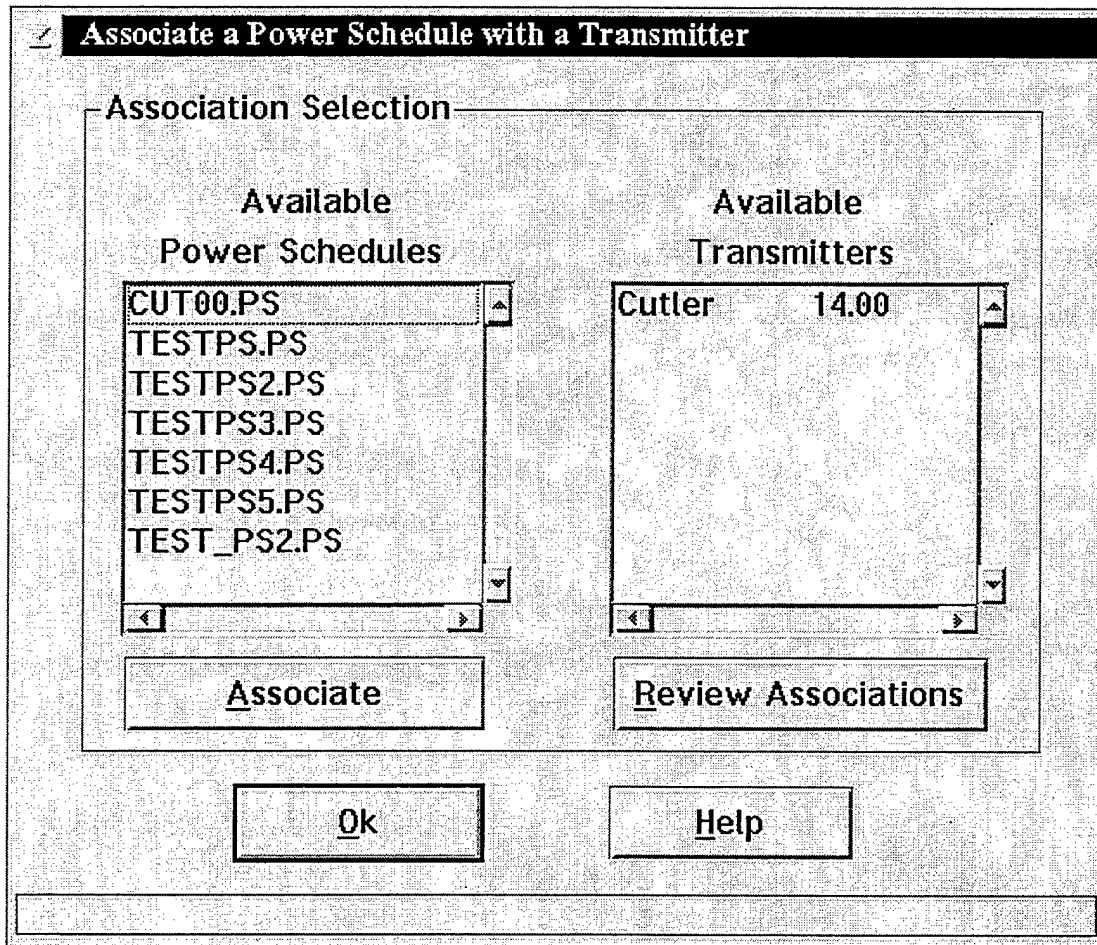 Associate a Power Schedule with a Transmitter
Association Selection
Available
Power Schedules
CUT00.PS
TESTPS.PS
TESTPS2.PS
TESTPS3.PS
TESTPS4.PS
TESTPS5.PS
TEST_PS2.PS
Associate
Available
Transmitters
Cutler 14.00
Review Associations
Ok
Help